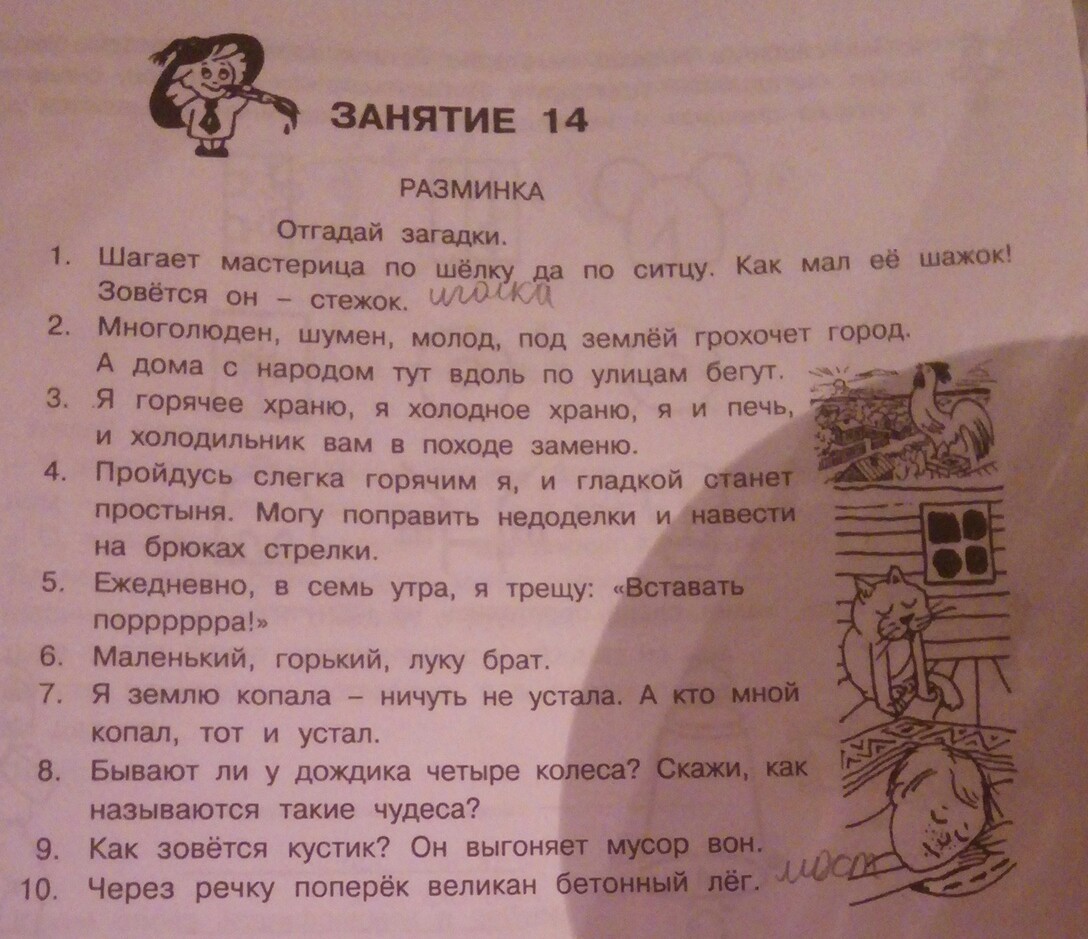 ЗАНЯТИЕ 14
РАЗМИНКА
Отгадай загадки.
1. Шагает мастерица по шёлку да по ситцу. Как мал её шажок!
Зовётся он – стежок. иголка
2. Многолюден, шумен, молод, под землёй грохочет город.
А дома с народом тут вдоль по улицам бегут.
3. Я горячее храню, я холодное храню, я и печь,
и холодильник вам в походе заменю.
4. Пройдусь слегка горячим я, и гладкой станет
простыня. Могу поправить недоделки и навести
на брюках стрелки.
5. Ежедневно, в семь утра, я трещу: «Вставать
порррррра!»
6. Маленький, горький, луку брат.
7. Я землю копала – ничуть не устала. А кто мной
копал, тот и устал.
8. Бывают ли у дождика четыре колеса? Скажи, как
называются такие чудеса?
9. Как зовётся кустик? Он выгоняет мусор вон.
10. Через речку поперёк великан бетонный лёг. мост